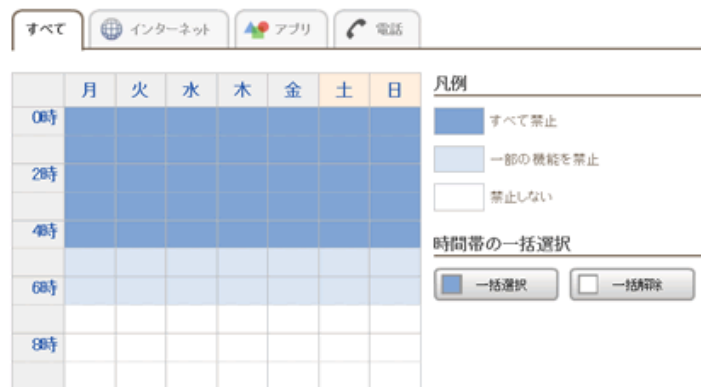 すべて
インターネット
アプリ
電話
月 火 水 木 金 土 日
0時
2時
4時
6時
8時
凡例
すべて禁止
一部の機能を禁止
禁止しない
時間帯の一括選択
一括選択
一括解除